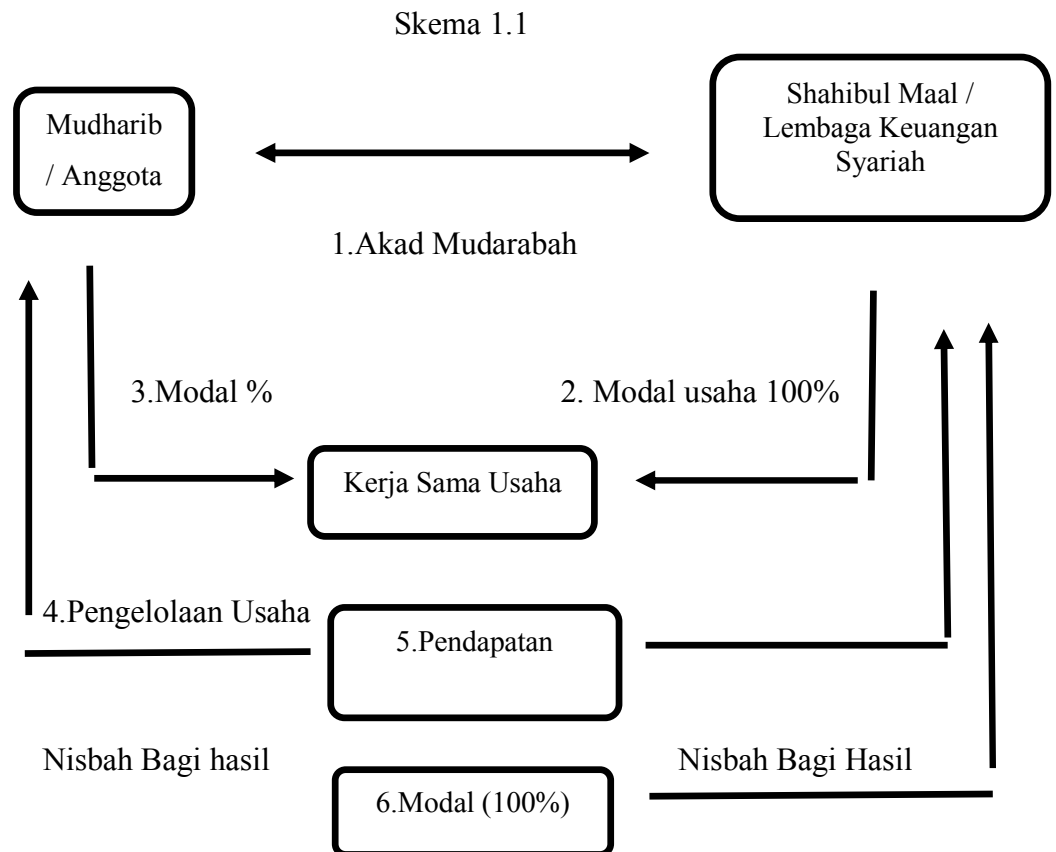 Skema 1.1
Mudharib
/ Anggota
Shahibul Maal /
Lembaga Keuangan
Syariah
1.Akad Mudarabah
3.Modal %
2. Modal usaha 100%
Kerja Sama Usaha
4.Pengelolaan Usaha
5.Pendapatan
Nisbah Bagi hasil
Nisbah Bagi Hasil
6.Modal (100%)